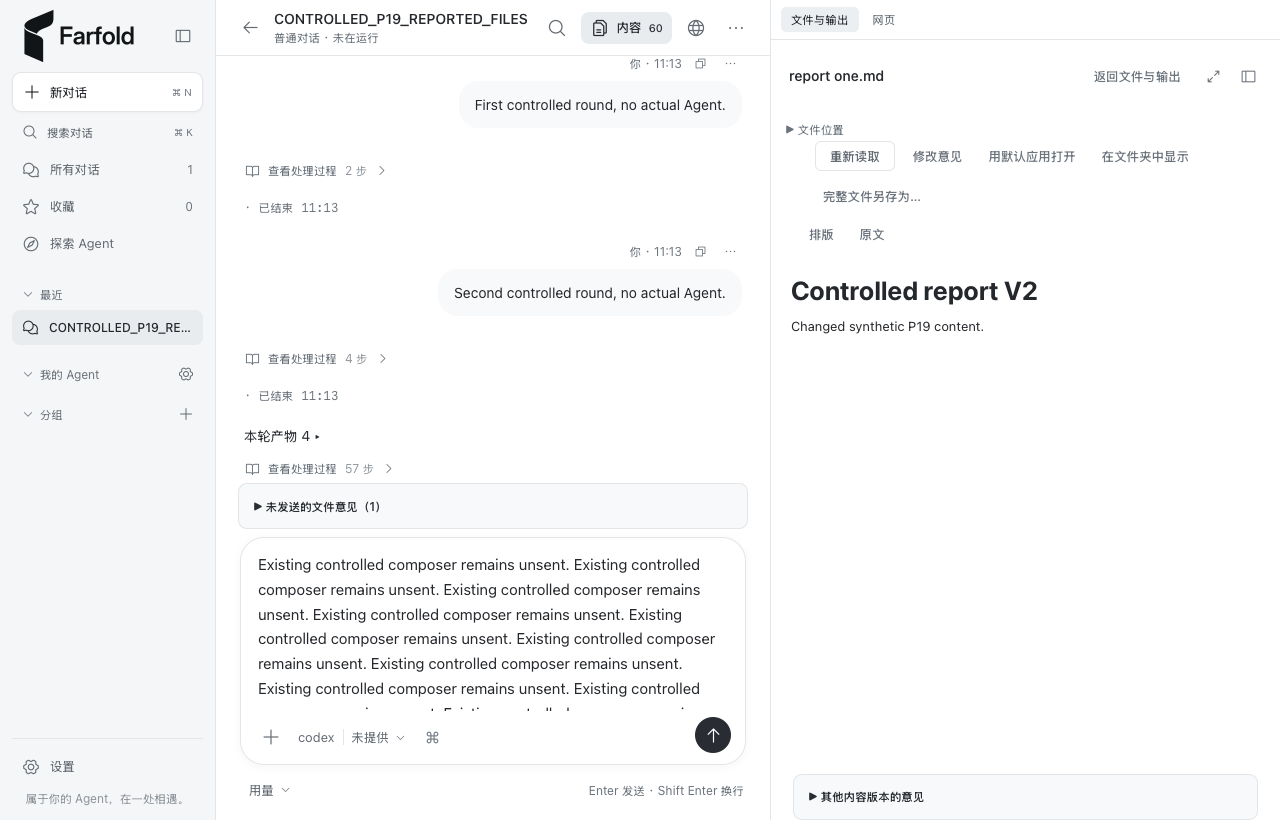 Farfold
新对话 ⌘ N
搜索对话 ⌘ K
所有对话 1
收藏 0
探索 Agent
最近
CONTROLLED_P19_RE...
我的 Agent
分组
设置
属于你的 Agent，在一处相遇。
CONTROLLED_P19_REPORTED_FILES
普通对话 · 未在运行
内容 60
你 · 11:13
First controlled round, no actual Agent.
查看处理过程 2 步
· 已结束 11:13
你 · 11:13
Second controlled round, no actual Agent.
查看处理过程 4 步
· 已结束 11:13
本轮产物 4
查看处理过程 57 步
未发送的文件意见（1）
Existing controlled composer remains unsent. Existing controlled
composer remains unsent. Existing controlled composer remains
unsent. Existing controlled composer remains unsent. Existing
controlled composer remains unsent. Existing controlled composer
remains unsent. Existing controlled composer remains unsent.
Existing controlled composer remains unsent. Existing controlled
codex 未提供 ⌘
用量
Enter 发送 · Shift Enter 换行
文件与输出 网页
report one.md
返回文件与输出
文件位置
重新读取 修改意见 用默认应用打开 在文件夹中显示
完整文件另存为...
排版 原文
Controlled report V2
Changed synthetic P19 content.
其他内容版本的意见